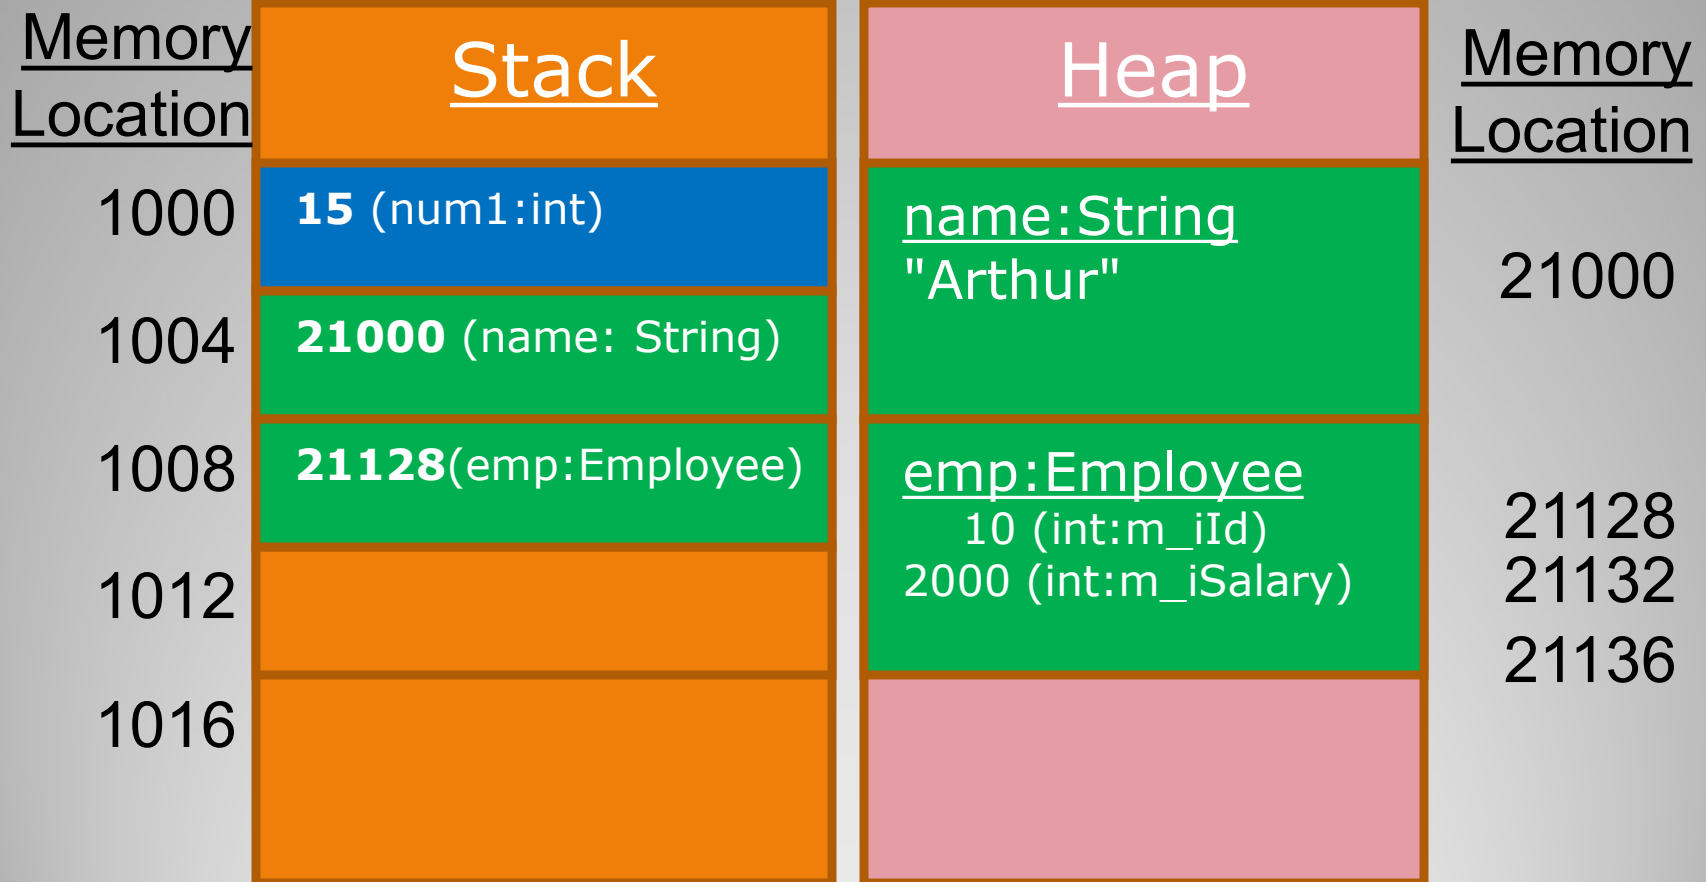 Memory
Location
Stack
Heap
Memory
Location
1000
15 (num1:int)
1004
21000 (name: String)
1008
21128(emp:Employee)
1012
1016
name:String
"Arthur"
21000
emp:Employee
10 (int:m_iId)
2000 (int:m_iSalary)
21128
21132
21136